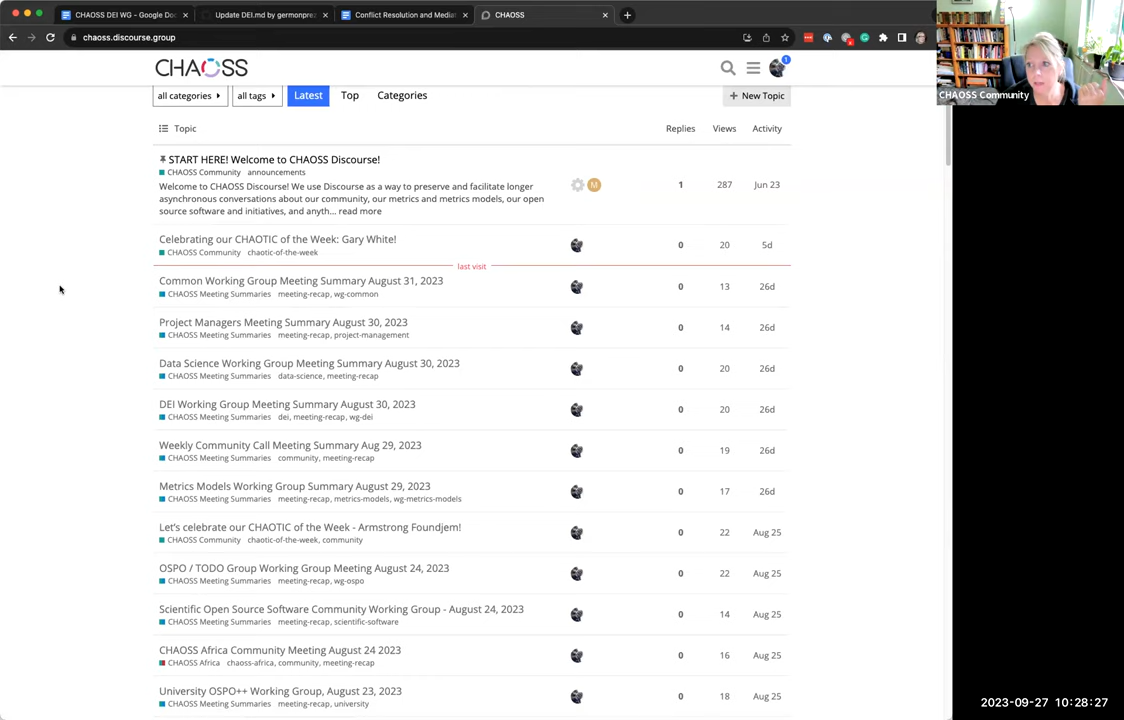 CHAOSS DEI WG - Google Doc
Update DEI.md by germonprez
Conflict Resolution and Mediat
CHAOSS
chaoss.discourse.group
CHAOSS
1
CHAOSS Community
all categories
all tags
Latest
Top
Categories
+ New Topic
Topic
Replies
Views
Activity
START HERE! Welcome to CHAOSS Discourse!
CHAOSS Community announcements
Welcome to CHAOSS Discourse! We use Discourse as a way to preserve and facilitate longer
asynchronous conversations about our community, our metrics and metrics models, our open
source software and initiatives, and anyth... read more
M
1
287
Jun 23
Celebrating our CHAOTIC of the Week: Gary White!
CHAOSS Community chaotic-of-the-week
0
20
5d
last visit
Common Working Group Meeting Summary August 31, 2023
CHAOSS Meeting Summaries meeting-recap, wg-common
0
13
26d
Project Managers Meeting Summary August 30, 2023
CHAOSS Meeting Summaries meeting-recap, project-management
0
14
26d
Data Science Working Group Meeting Summary August 30, 2023
CHAOSS Meeting Summaries data-science, meeting-recap
0
20
26d
DEI Working Group Meeting Summary August 30, 2023
CHAOSS Meeting Summaries dei, meeting-recap, wg-dei
0
20
26d
Weekly Community Call Meeting Summary Aug 29, 2023
CHAOSS Meeting Summaries community, meeting-recap
0
19
26d
Metrics Models Working Group Summary August 29, 2023
CHAOSS Meeting Summaries meeting-recap, metrics-models, wg-metrics-models
0
17
26d
Let's celebrate our CHAOTIC of the Week - Armstrong Foundjem!
CHAOSS Community chaotic-of-the-week, community
0
22
Aug 25
OSPO / TODO Group Working Group Meeting August 24, 2023
CHAOSS Meeting Summaries meeting-recap, wg-ospo
0
22
Aug 25
Scientific Open Source Software Community Working Group - August 24, 2023
CHAOSS Meeting Summaries meeting-recap, scientific-software
0
14
Aug 25
CHAOSS Africa Community Meeting August 24 2023
CHAOSS Africa chaoss-africa, community, meeting-recap
0
16
Aug 25
University OSPO++ Working Group, August 23, 2023
CHAOSS Meeting Summaries meeting-recap, university
0
18
Aug 25
2023-09-27 10:28:27